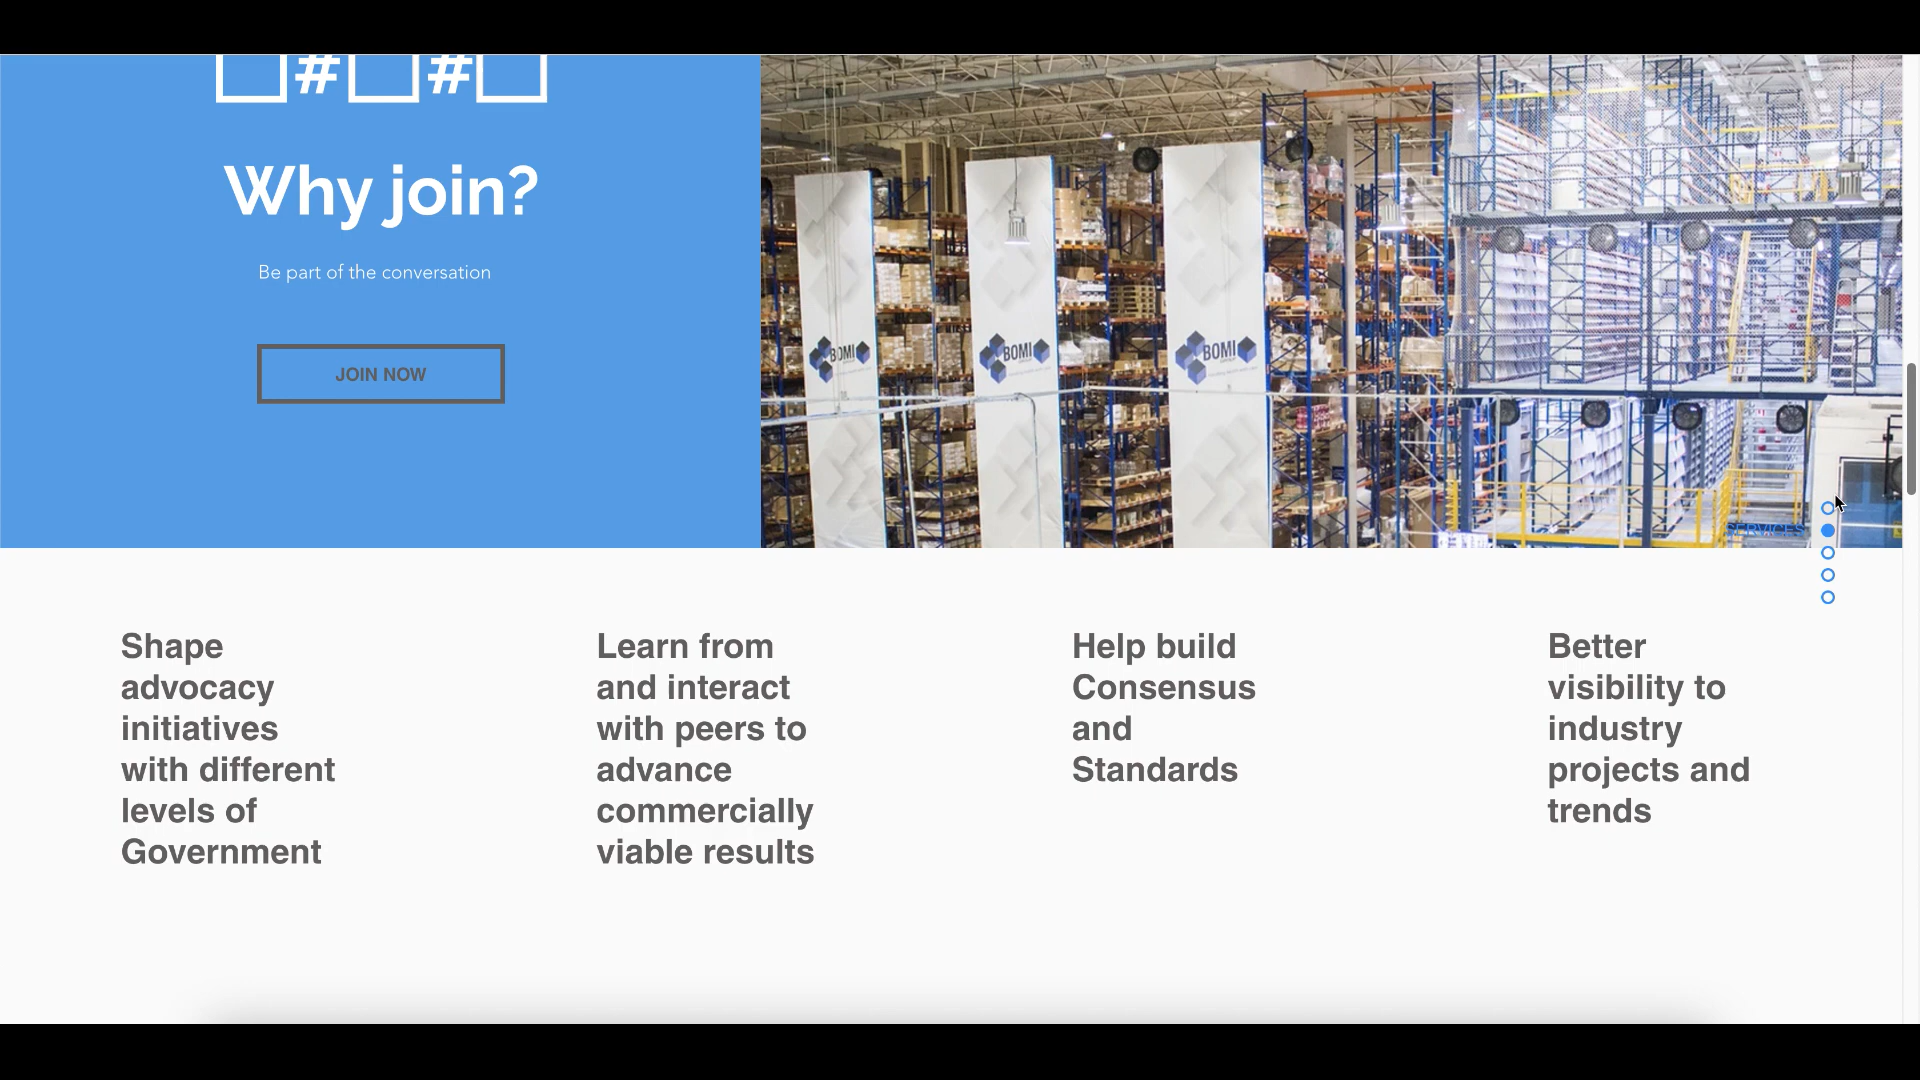 □#□#□
Why join?
Be part of the conversation
JOIN NOW
BOMI
BOMI
BOMI
SERVICES
Shape
advocacy
initiatives
with different
levels of
Government
Learn from
and interact
with peers to
advance
commercially
viable results
Help build
Consensus
and
Standards
Better
visibility to
industry
projects and
trends